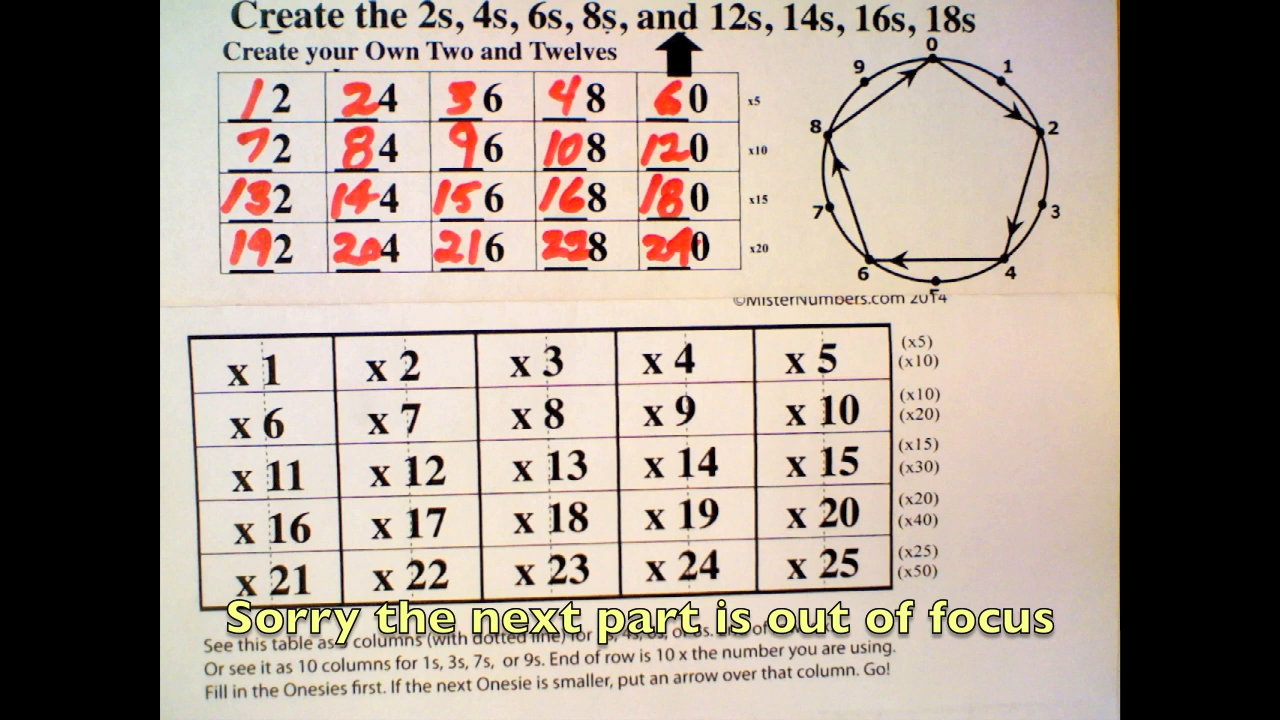 Create the 2s, 4s, 6s, 8s, and 12s, 14s, 16s, 18s
Create your Own Two and Twelves
12 24 36 48 60 x5
72 84 96 108 120 x10
132 144 156 168 180 x15
192 204 216 228 240 x20
0
9 1
8 2
7 3
6 4
5
©MisterNumbers.com 2014
x 1 x 2 x 3 x 4 x 5 (x5)
(x10)
x 6 x 7 x 8 x 9 x 10 (x10)
(x20)
x 11 x 12 x 13 x 14 x 15 (x15)
(x30)
x 16 x 17 x 18 x 19 x 20 (x20)
(x40)
x 21 x 22 x 23 x 24 x 25 (x25)
(x50)
Sorry the next part is out of focus
See this table as columns (with dotted line) for
Or see it as 10 columns for 1s, 3s, 7s, or 9s. End of row is 10 x the number you are using.
Fill in the Onesies first. If the next Onesie is smaller, put an arrow over that column. Go!